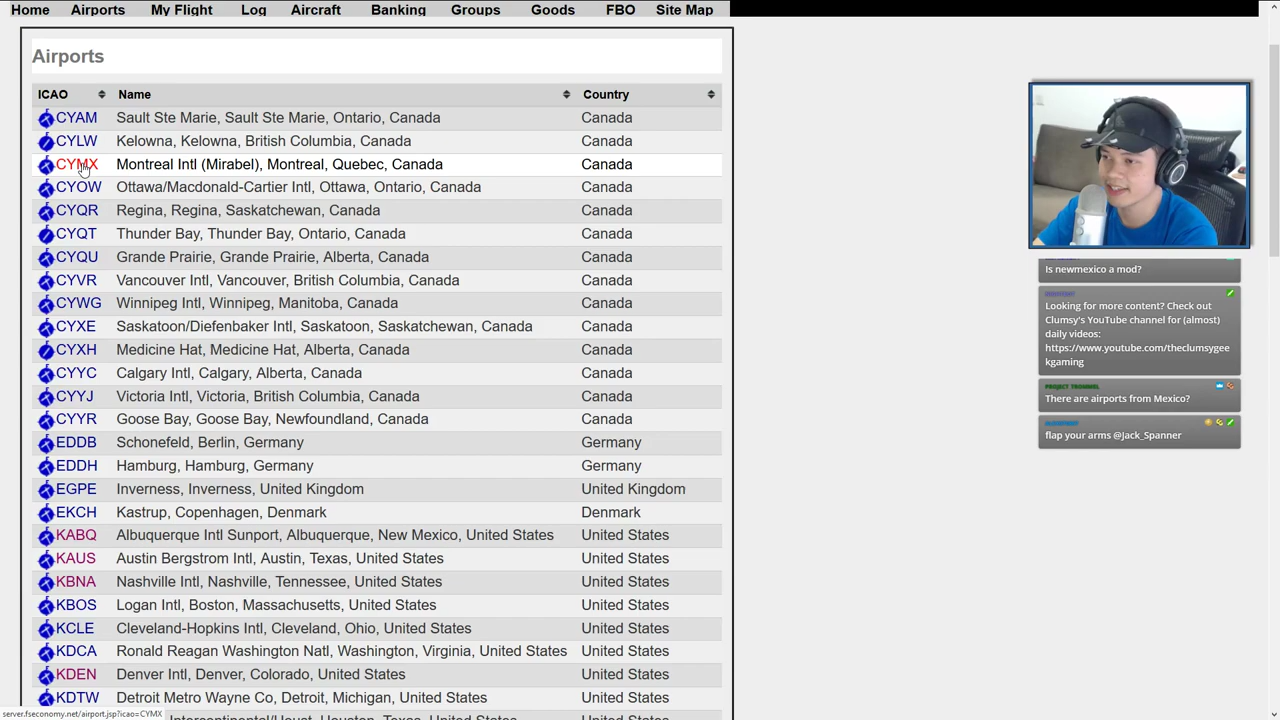 Home Airports My Flight Log Aircraft Banking Groups Goods FBO Site Map
Airports
ICAO Name Country
CYAM Sault Ste Marie, Sault Ste Marie, Ontario, Canada Canada
CYLW Kelowna, Kelowna, British Columbia, Canada Canada
CYMX Montreal Intl (Mirabel), Montreal, Quebec, Canada Canada
CYOW Ottawa/Macdonald-Cartier Intl, Ottawa, Ontario, Canada Canada
CYQR Regina, Regina, Saskatchewan, Canada Canada
CYQT Thunder Bay, Thunder Bay, Ontario, Canada Canada
CYQU Grande Prairie, Grande Prairie, Alberta, Canada Canada
CYVR Vancouver Intl, Vancouver, British Columbia, Canada Canada
CYWG Winnipeg Intl, Winnipeg, Manitoba, Canada Canada
CYXE Saskatoon/Diefenbaker Intl, Saskatoon, Saskatchewan, Canada Canada
CYXH Medicine Hat, Medicine Hat, Alberta, Canada Canada
CYYC Calgary Intl, Calgary, Alberta, Canada Canada
CYYJ Victoria Intl, Victoria, British Columbia, Canada Canada
CYYR Goose Bay, Goose Bay, Newfoundland, Canada Canada
EDDB Schonefeld, Berlin, Germany Germany
EDDH Hamburg, Hamburg, Germany Germany
EGPE Inverness, Inverness, United Kingdom United Kingdom
EKCH Kastrup, Copenhagen, Denmark Denmark
KABQ Albuquerque Intl Sunport, Albuquerque, New Mexico, United States United States
KAUS Austin Bergstrom Intl, Austin, Texas, United States United States
KBNA Nashville Intl, Nashville, Tennessee, United States United States
KBOS Logan Intl, Boston, Massachusetts, United States United States
KCLE Cleveland-Hopkins Intl, Cleveland, Ohio, United States United States
KDCA Ronald Reagan Washington Natl, Washington, Virginia, United States United States
KDEN Denver Intl, Denver, Colorado, United States United States
KDTW Detroit Metro Wayne Co, Detroit, Michigan, United States United States
server.fseconomy.net/airport.jsp?icao=CYMX
Is newmexico a mod?
Looking for more content? Check out
Clumsy's YouTube channel for (almost)
daily videos:
https://www.youtube.com/theclumsygee
kgaming
PROJECT TROMMEL
There are airports from Mexico?
flap your arms @Jack_Spanner